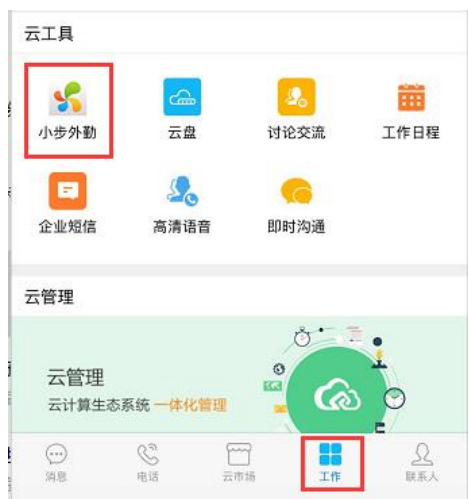 云工具
小步外勤 云盘 讨论交流 工作日程
企业短信 高清语音 即时沟通
云管理
云管理
云计算生态系统 一体化管理
消息 电话 云市场 工作 联系人